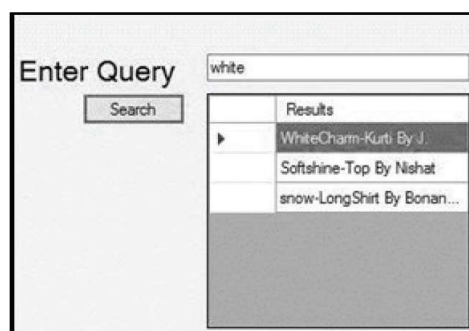 Enter Query
white
Search
Results
WhiteCharm-Kurti By J.
Softshine-Top By Nishat
snow-LongShirt By Bonan...